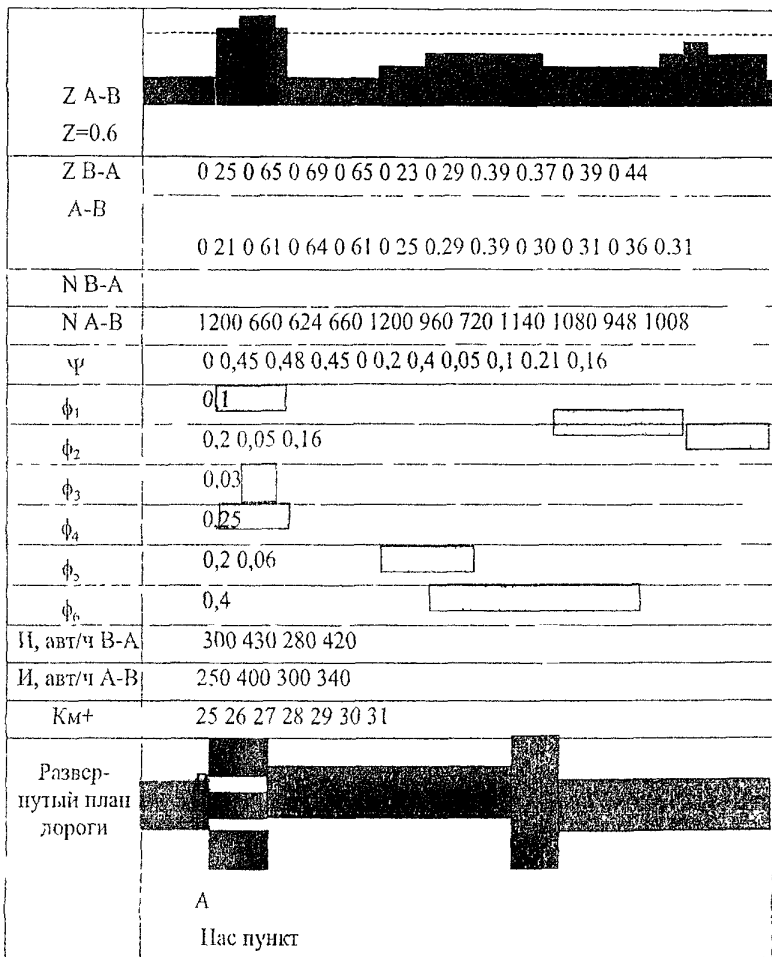 Z A-B
Z=0.6
Z B-A 0 25 0 65 0 69 0 65 0 23 0 29 0.39 0.37 0 39 0 44
A-B
0 21 0 61 0 64 0 61 0 25 0.29 0.39 0 30 0 31 0 36 0.31
N B-A
N A-B 1200 660 624 660 1200 960 720 1140 1080 948 1008
Ψ 0 0,45 0,48 0,45 0 0,2 0,4 0,05 0,1 0,21 0,16
ϕ₁ 0,1
ϕ₂ 0,2 0,05 0,16
ϕ₃ 0,03
ϕ₄ 0,25
ϕ₅ 0,2 0,06
ϕ₆ 0,4
И, авт/ч B-A 300 430 280 420
И, авт/ч A-B 250 400 300 340
Км+ 25 26 27 28 29 30 31
Развер-
нутый план
дороги
A
Нас пункт